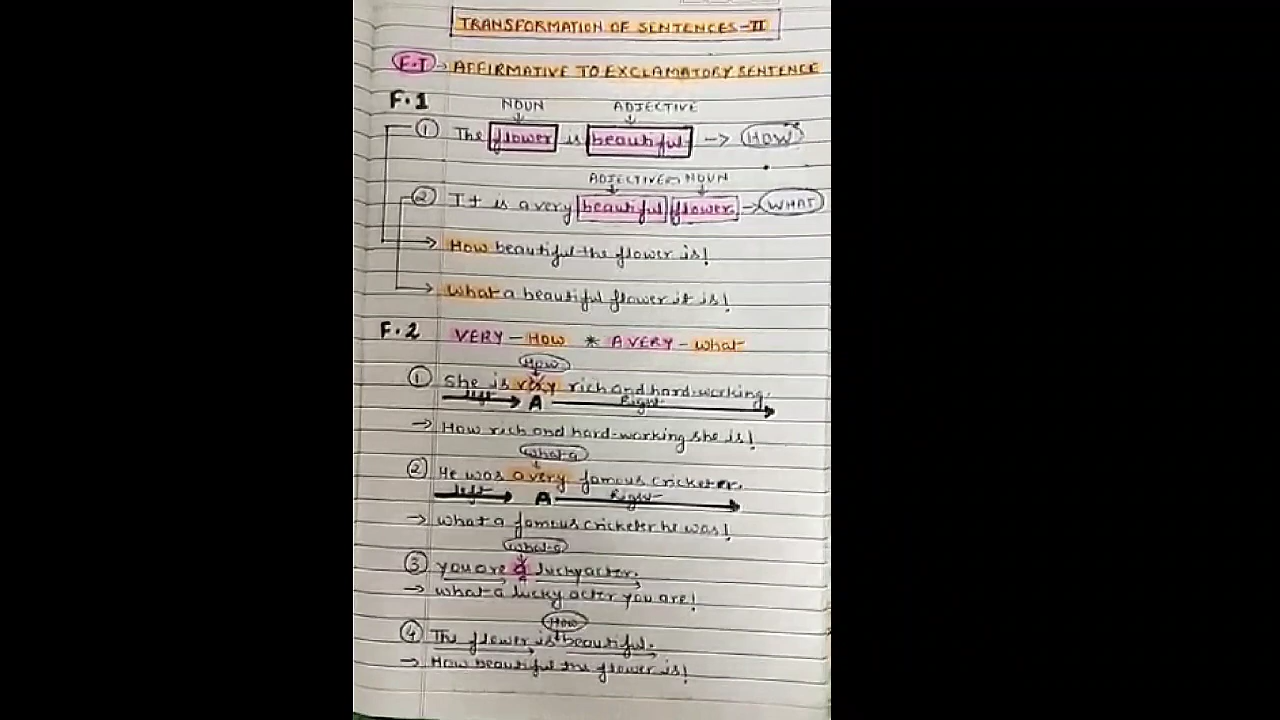 TRANSFORMATION OF SENTENCES-II
E.T → AFFIRMATIVE TO EXCLAMATORY SENTENCE
F.1
NOUN ADJECTIVE
① The flower is beautiful. → HOW
ADJECTIVE NOUN
② It is a very beautiful flower. → WHAT
→ How beautiful the flower is!
→ What a beautiful flower it is!
F.2 VERY – HOW * A VERY – what
How
① She is very rich and hard-working.
left A Right
→ How rich and hard-working she is!
what a
② He was a very famous cricketer.
left A Right
→ what a famous cricketer he was!
what a
③ you are a lucky acter.
→ what a lucky acter you are!
How
④ The flower is beautiful.
→ How beautiful the flower is!